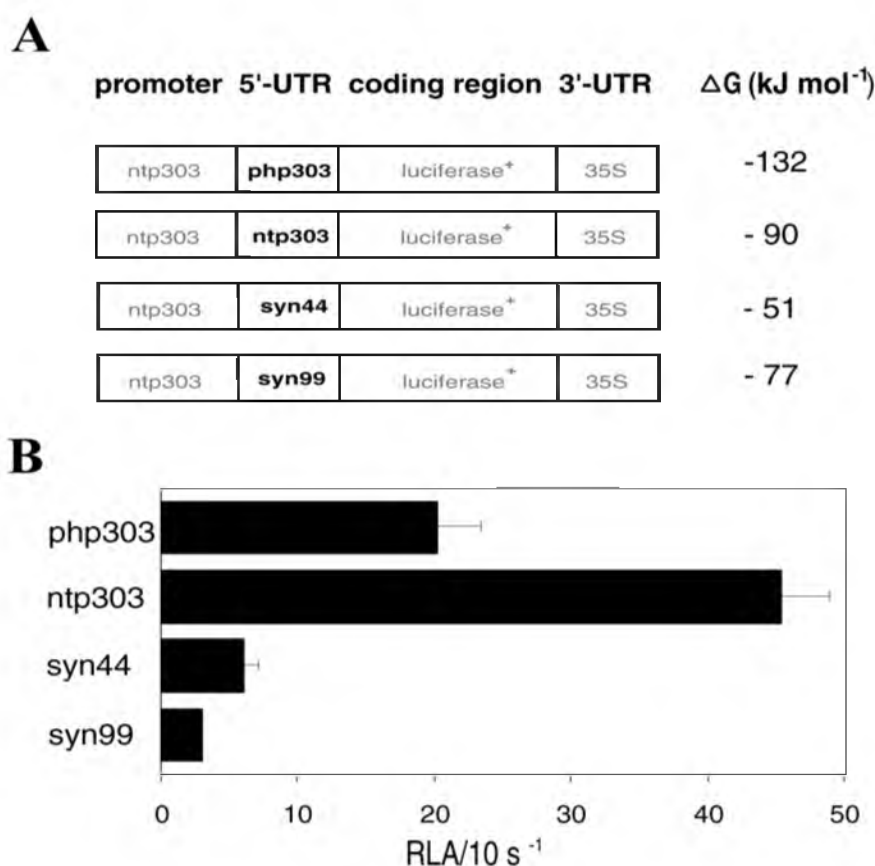 A
promoter 5'-UTR coding region 3'-UTR △G (kJ mol⁻¹)
ntp303 php303 luciferase⁺ 35S -132
ntp303 ntp303 luciferase⁺ 35S - 90
ntp303 syn44 luciferase⁺ 35S - 51
ntp303 syn99 luciferase⁺ 35S - 77
B
php303
ntp303
syn44
syn99
0 10 20 30 40 50
RLA/10 s⁻¹